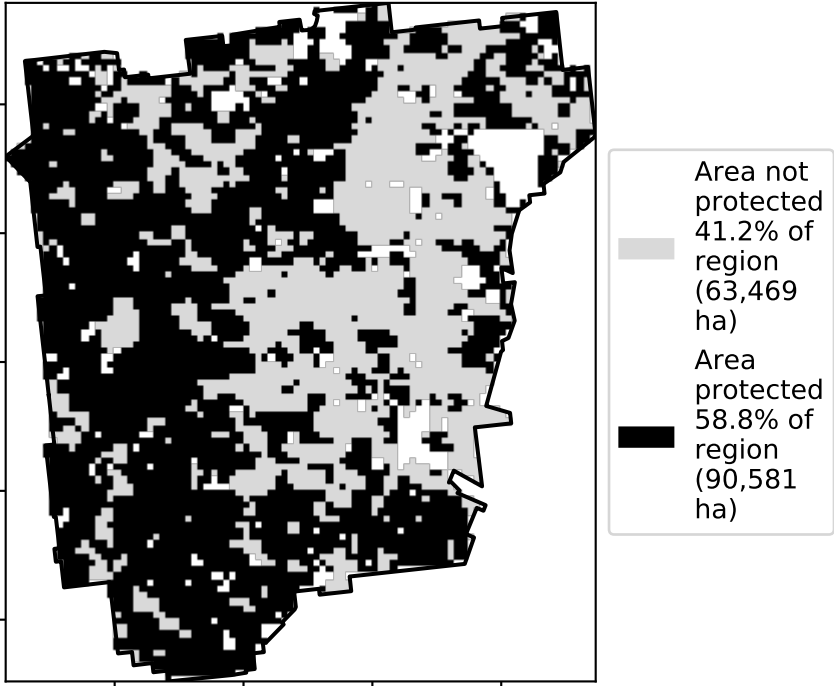 Area not
protected
41.2% of
region
(63,469
ha)
Area
protected
58.8% of
region
(90,581
ha)